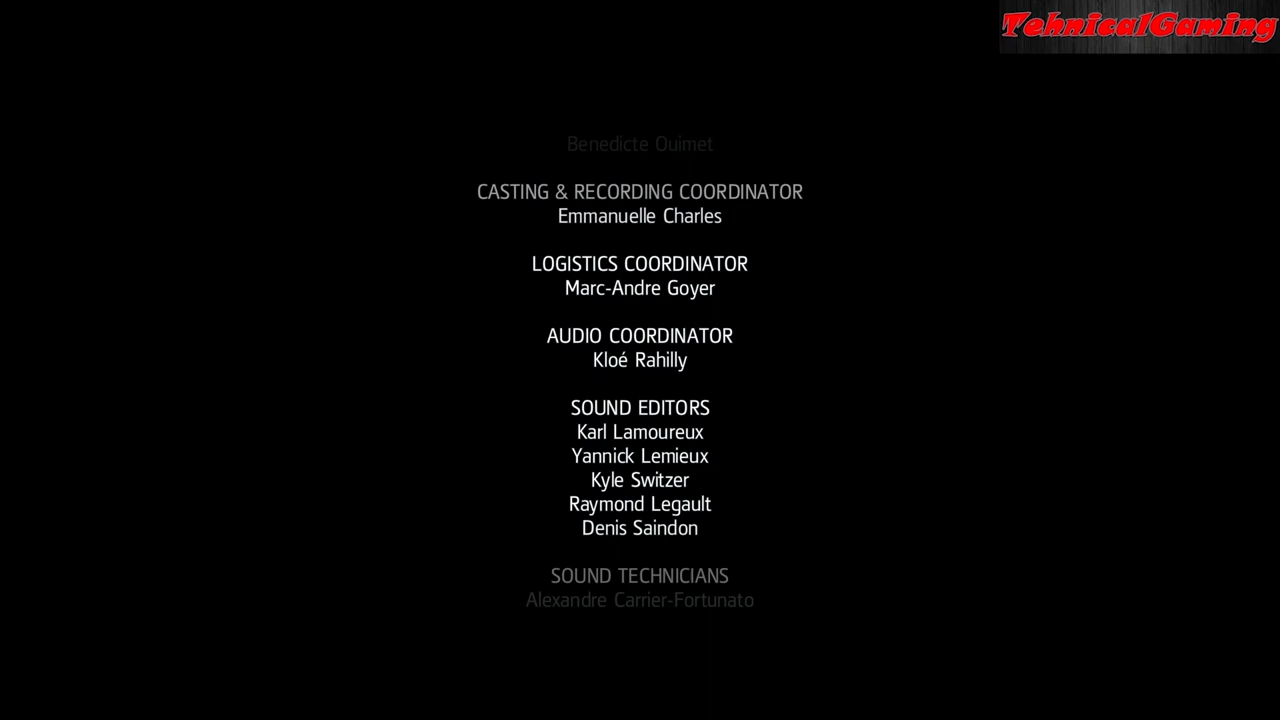 TehnicalGaming
Benedicte Ouimet
CASTING & RECORDING COORDINATOR
Emmanuelle Charles
LOGISTICS COORDINATOR
Marc-Andre Goyer
AUDIO COORDINATOR
Kloé Rahilly
SOUND EDITORS
Karl Lamoureux
Yannick Lemieux
Kyle Switzer
Raymond Legault
Denis Saindon
SOUND TECHNICIANS
Alexandre Carrier-Fortunato